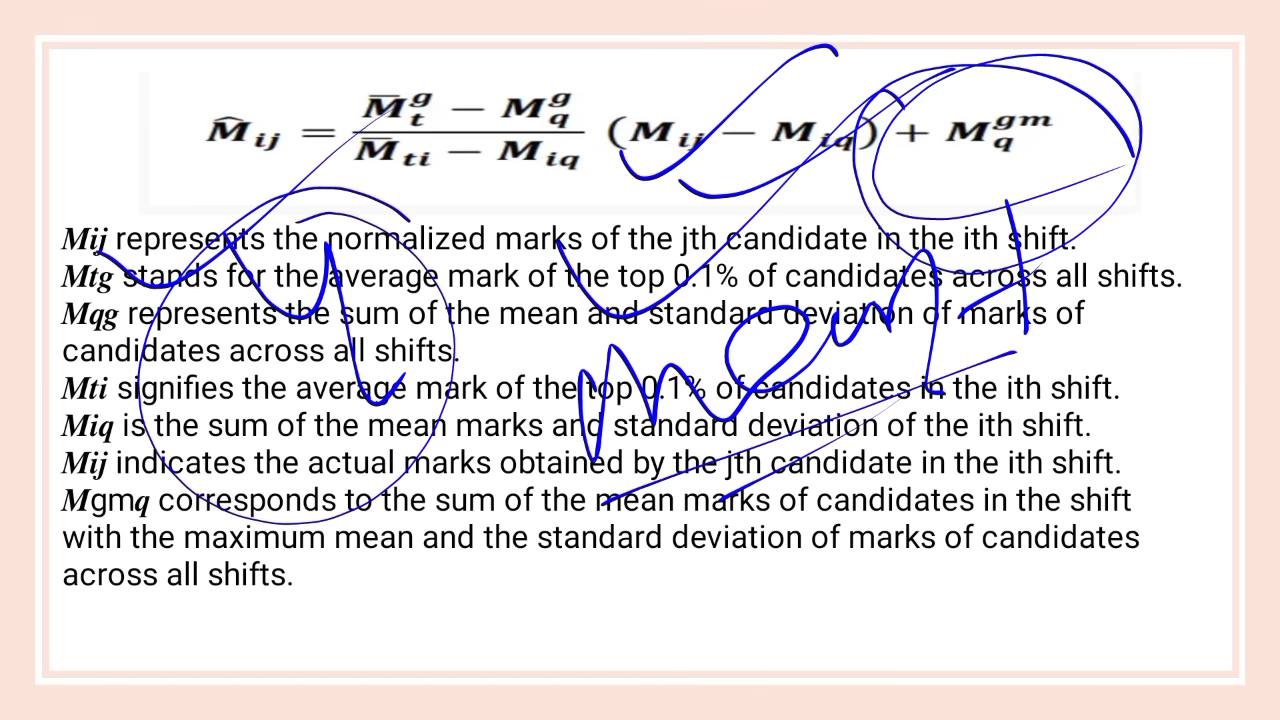 M̂ij = (M̄tᵍ − Mqᵍ) / (M̄ti − Miq) (Mij − Miq) + Mqᵍᵐ
Mij represents the normalized marks of the jth candidate in the ith shift.
Mtg stands for the average mark of the top 0.1% of candidates across all shifts.
Mqg represents the sum of the mean and standard deviation of marks of
candidates across all shifts.
Mti signifies the average mark of the top 0.1% of candidates in the ith shift.
Miq is the sum of the mean marks and standard deviation of the ith shift.
Mij indicates the actual marks obtained by the jth candidate in the ith shift.
Mgmq corresponds to the sum of the mean marks of candidates in the shift
with the maximum mean and the standard deviation of marks of candidates
across all shifts.
mean